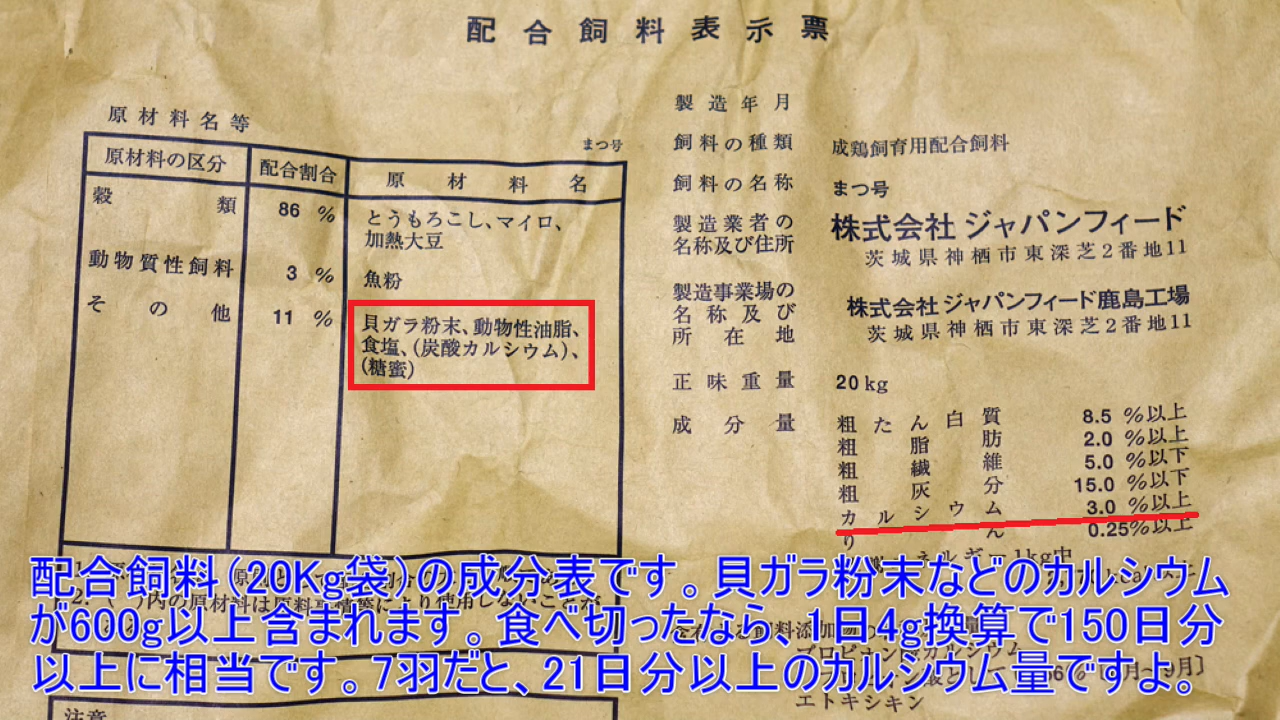 配合飼料表示票
原材料名等
まつ号
原材料の区分 配合割合 原材料名
穀類 86 % とうもろこし、マイロ、
加熱大豆
動物質性飼料 3 % 魚粉
その他 11 % 貝ガラ粉末、動物性油脂、
食塩、(炭酸カルシウム)、
(糖蜜)
製造年月
飼料の種類 成鶏飼育用配合飼料
飼料の名称 まつ号
製造業者の
名称及び住所
株式会社 ジャパンフィード
茨城県神栖市東深芝2番地11
製造事業場の
名称及び
所在地
株式会社 ジャパンフィード鹿島工場
茨城県神栖市東深芝2番地11
正味重量 20 kg
成分量 粗たん白質 8.5 %以上
粗脂肪 2.0 %以上
粗繊維 5.0 %以下
粗灰分 15.0 %以下
カルシウム 3.0 %以上
りん 0.25%以上
配合飼料(20Kg袋)の成分表です。貝ガラ粉末などのカルシウム
が600g以上含まれます。食べ切ったなら、1日4g換算で150日分
以上に相当です。7羽だと、21日分以上のカルシウム量ですよ。
エトキシキン
注意